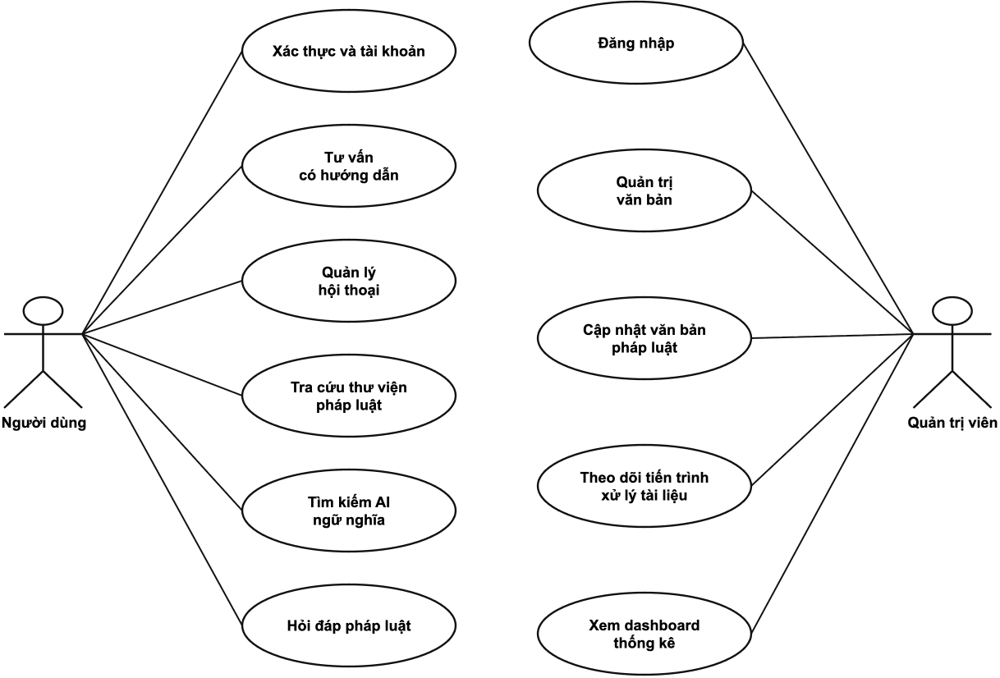 Xác thực và tài khoản
Tư vấn
có hướng dẫn
Quản lý
hội thoại
Tra cứu thư viện
pháp luật
Tìm kiếm AI
ngữ nghĩa
Hỏi đáp pháp luật
Người dùng
Đăng nhập
Quản trị
văn bản
Cập nhật văn bản
pháp luật
Theo dõi tiến trình
xử lý tài liệu
Xem dashboard
thống kê
Quản trị viên